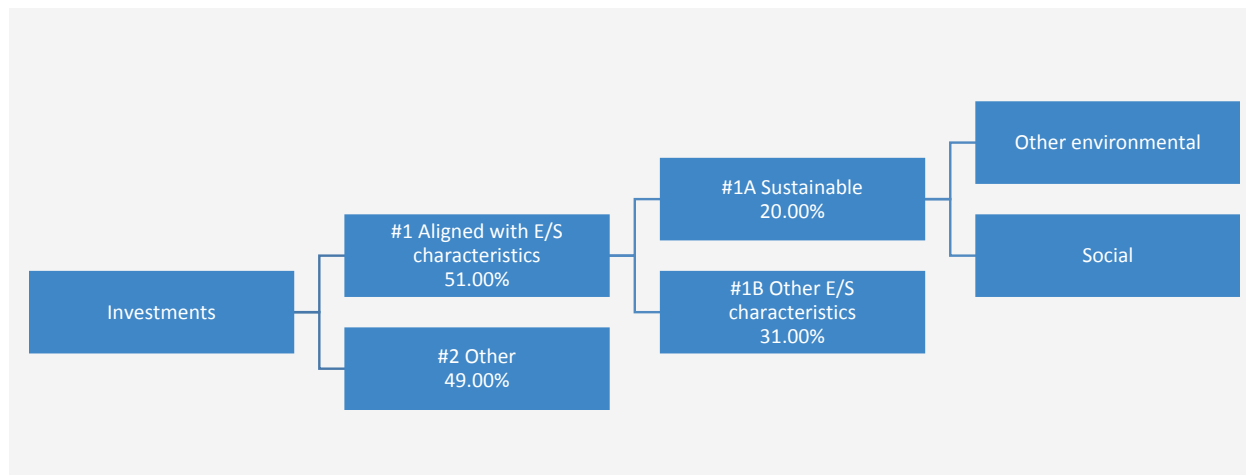 Investments
#1 Aligned with E/S
characteristics
51.00%
#2 Other
49.00%
#1A Sustainable
20.00%
#1B Other E/S
characteristics
31.00%
Other environmental
Social